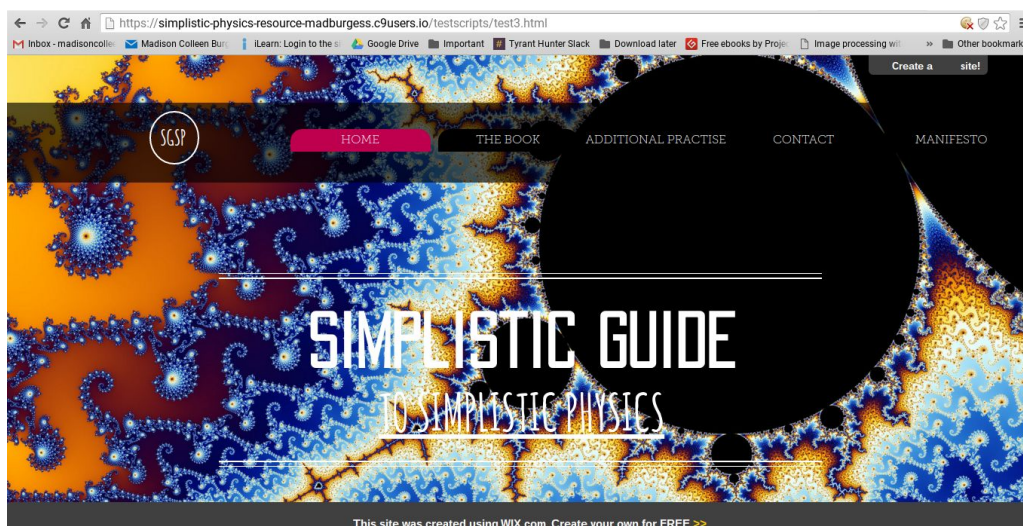 https://simplistic-physics-resource-madburgess.c9users.io/testscripts/test3.html
Inbox - madisoncolle Madison Colleen Burg iLearn: Login to the si Google Drive Important Tyrant Hunter Slack Download later Free ebooks by Proje Image processing wit » Other bookmark
Create a site!
SGSP HOME THE BOOK ADDITIONAL PRACTISE CONTACT MANIFESTO
SIMPLISTIC GUIDE
TO SIMPLISTIC PHYSICS
This site was created using WIX.com. Create your own for FREE >>